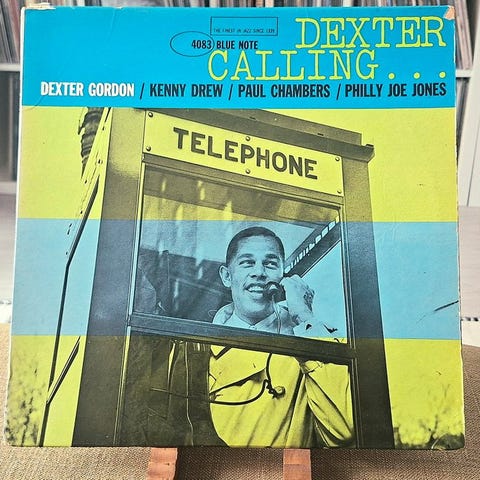 THE FINEST IN JAZZ SINCE 1939
4083 BLUE NOTE
DEXTER
CALLING...
DEXTER GORDON / KENNY DREW / PAUL CHAMBERS / PHILLY JOE JONES
TELEPHONE